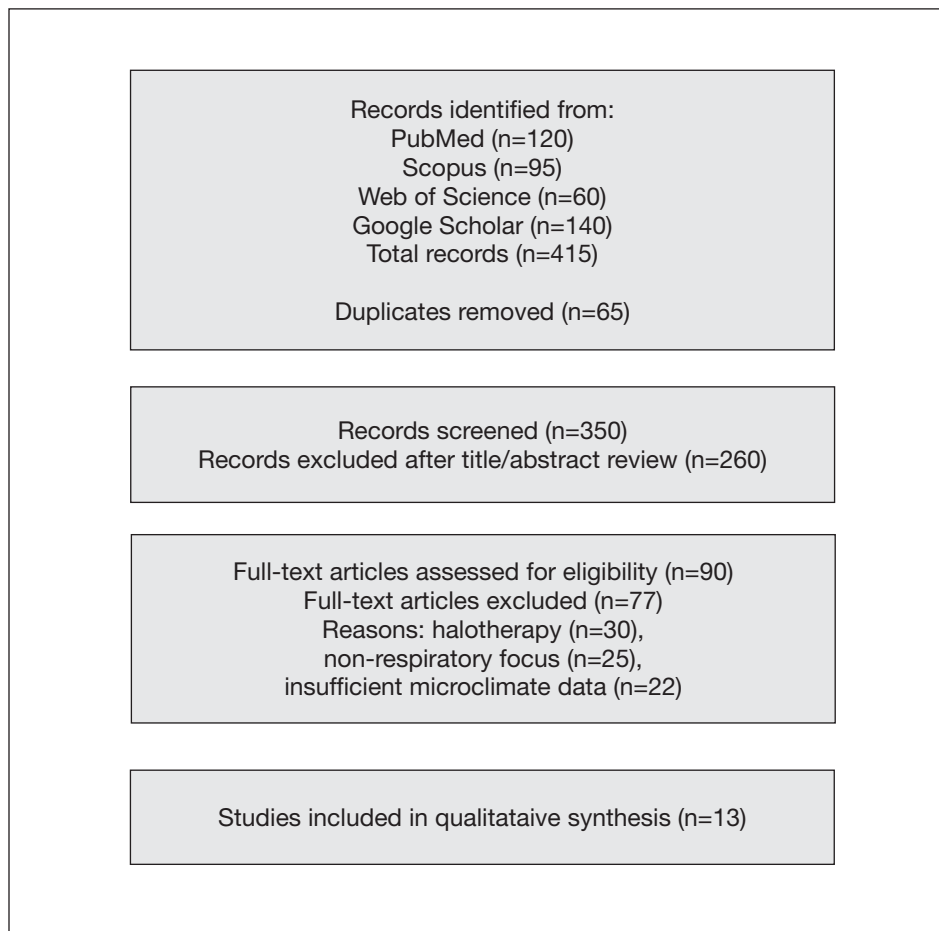 Records identified from:
PubMed (n=120)
Scopus (n=95)
Web of Science (n=60)
Google Scholar (n=140)
Total records (n=415)
Duplicates removed (n=65)
Records screened (n=350)
Records excluded after title/abstract review (n=260)
Full-text articles assessed for eligibility (n=90)
Full-text articles excluded (n=77)
Reasons: halotherapy (n=30),
non-respiratory focus (n=25),
insufficient microclimate data (n=22)
Studies included in qualitataive synthesis (n=13)